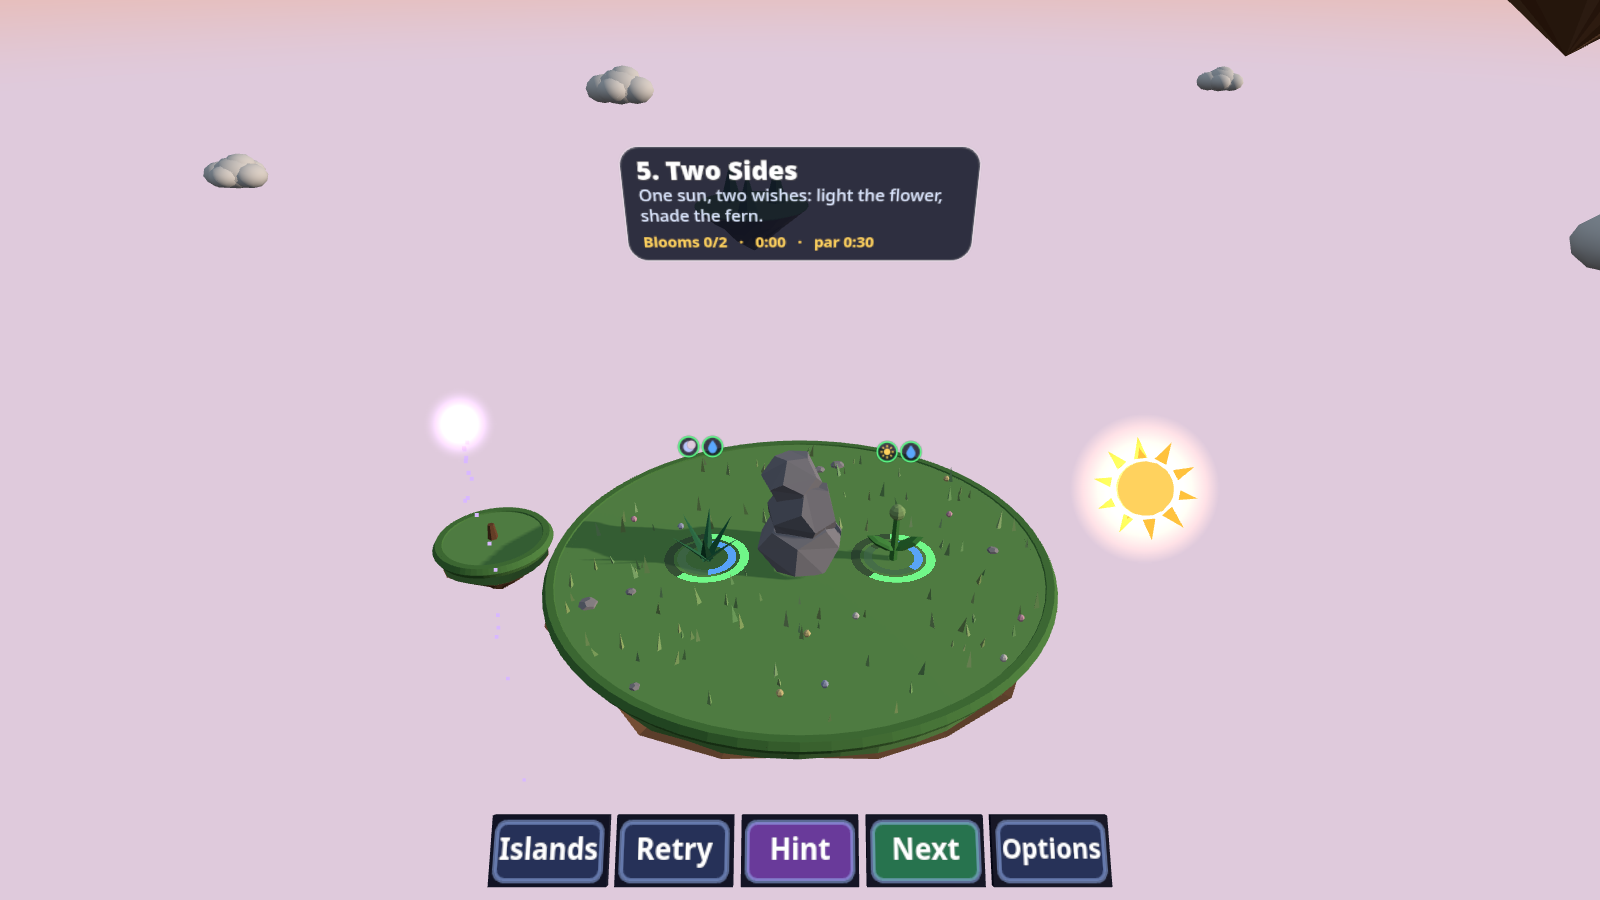 5. Two Sides
One sun, two wishes: light the flower,
shade the fern.
Blooms 0/2 · 0:00 · par 0:30
Islands
Retry
Hint
Next
Options